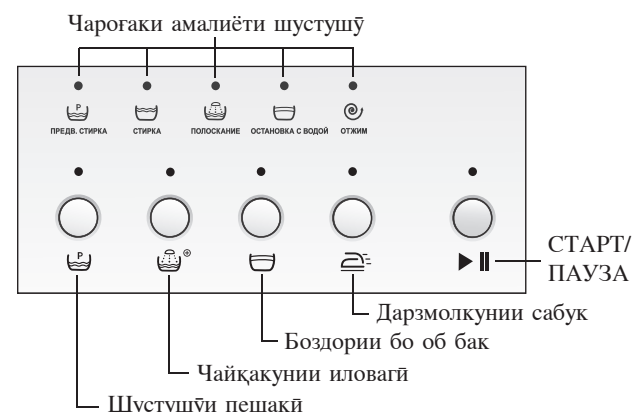 Чароғаки амалиёти шустушӯ
ПРЕДВ. СТИРКА СТИРКА ПОЛОСКАНИЕ ОСТАНОВКА С ВОДОЙ ОТЖИМ
СТАРТ/
ПАУЗА
Дарзмолкунии сабук
Боздории бо об бак
Чайқакунии иловагӣ
Шустушӯи пешакӣ